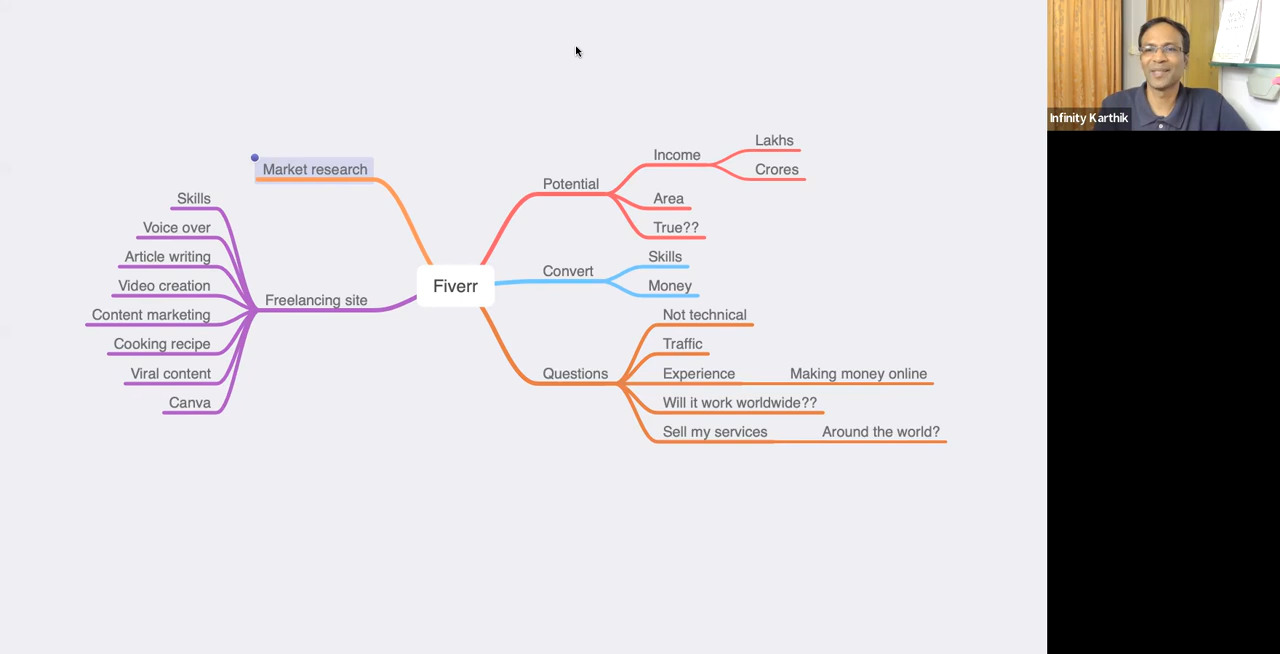 Market research
Skills
Voice over
Article writing
Video creation
Content marketing
Cooking recipe
Viral content
Canva
Freelancing site
Fiverr
Potential
Income
Lakhs
Crores
Area
True??
Convert
Skills
Money
Questions
Not technical
Traffic
Experience
Making money online
Will it work worldwide??
Sell my services
Around the world?
Infinity Karthik